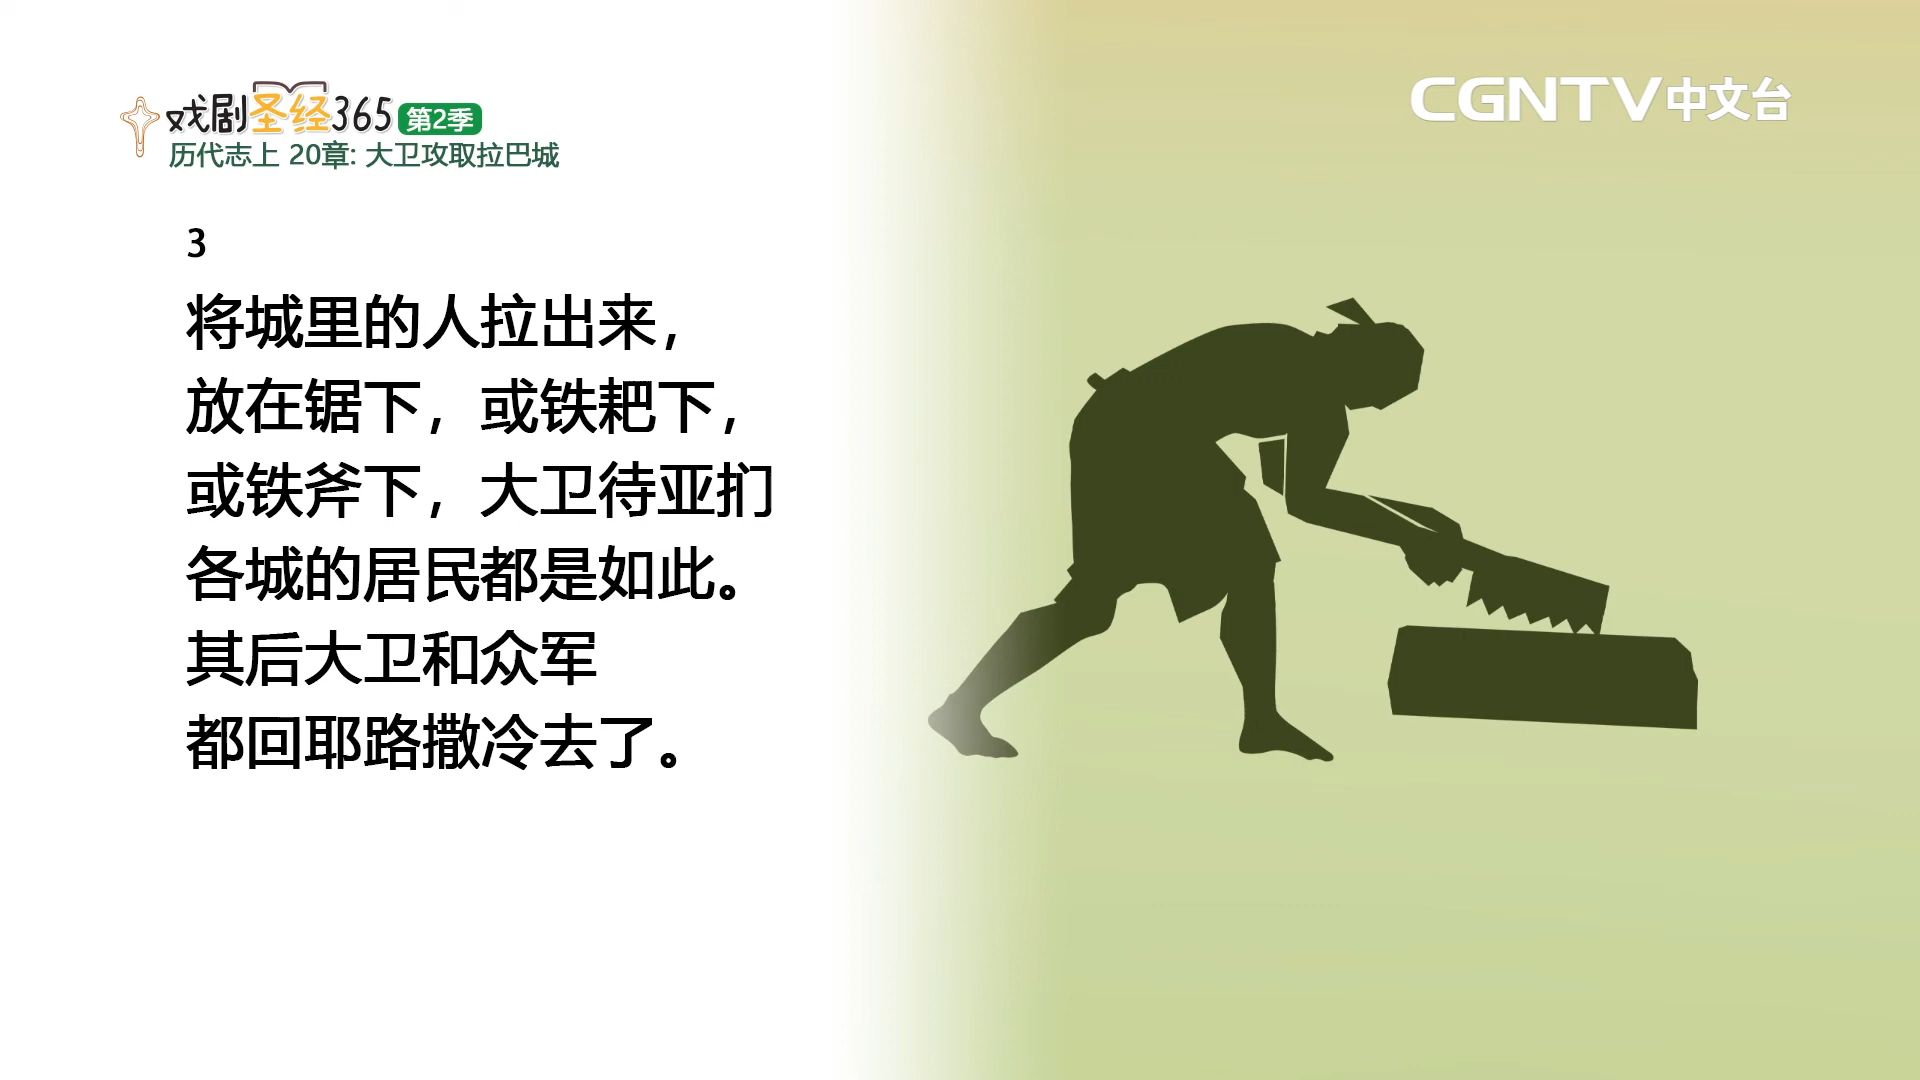 戏剧圣经365 第2季
历代志上 20章: 大卫攻取拉巴城
CGNTV中文台
3
将城里的人拉出来，
放在锯下，或铁耙下，
或铁斧下，大卫待亚扪
各城的居民都是如此。
其后大卫和众军
都回耶路撒冷去了。